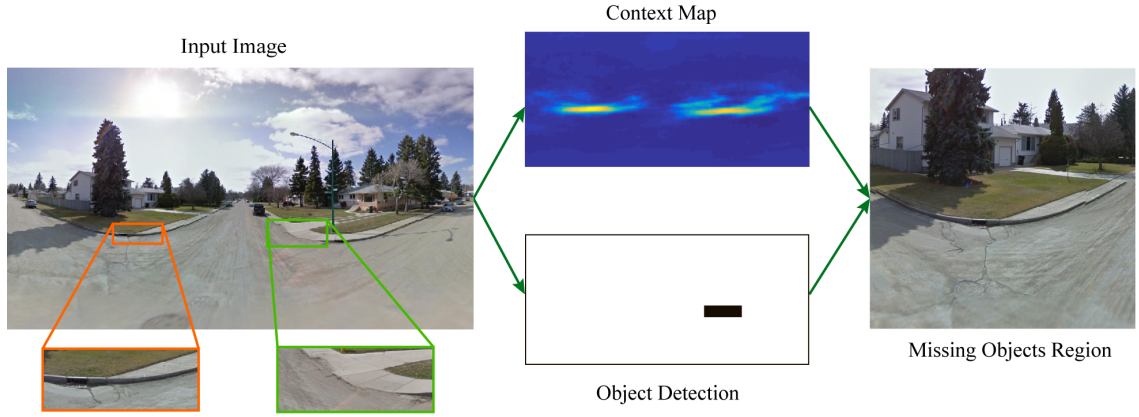 Context Map
Input Image
Missing Objects Region
Object Detection